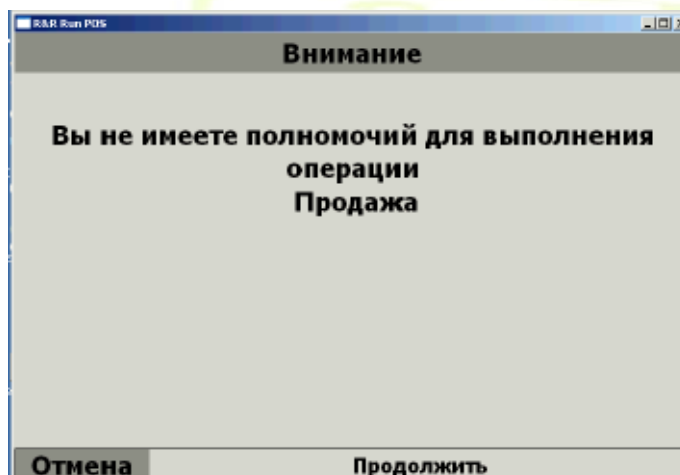 R&R Run POS
Внимание
Вы не имеете полномочий для выполнения
операции
Продажа
Отмена
Продолжить